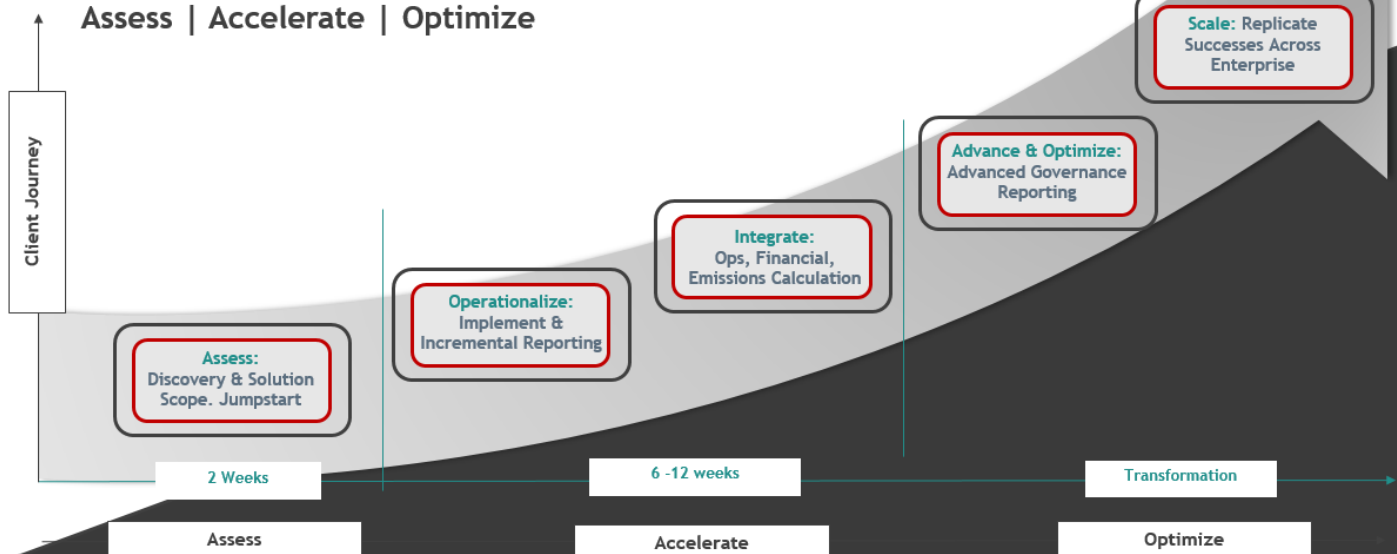 Assess | Accelerate | Optimize
Client Journey
Scale: Replicate
Successes Across
Enterprise
Advance & Optimize:
Advanced Governance
Reporting
Integrate:
Ops, Financial,
Emissions Calculation
Operationalize:
Implement &
Incremental Reporting
Assess:
Discovery & Solution
Scope. Jumpstart
2 Weeks
6 -12 weeks
Transformation
Assess
Accelerate
Optimize